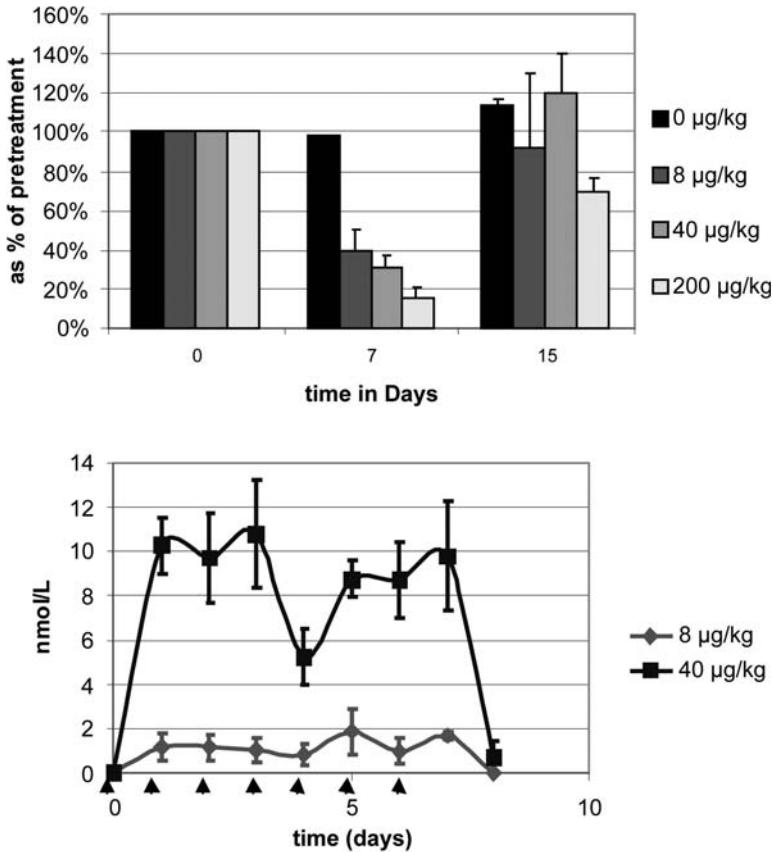 160%
140%
120%
100%
80%
60%
40%
20%
0%
as % of pretreatment
0 7 15
time in Days
0 µg/kg
8 µg/kg
40 µg/kg
200 µg/kg
14
12
10
8
6
4
2
0
nmol/L
0 5 10
time (days)
8 µg/kg
40 µg/kg